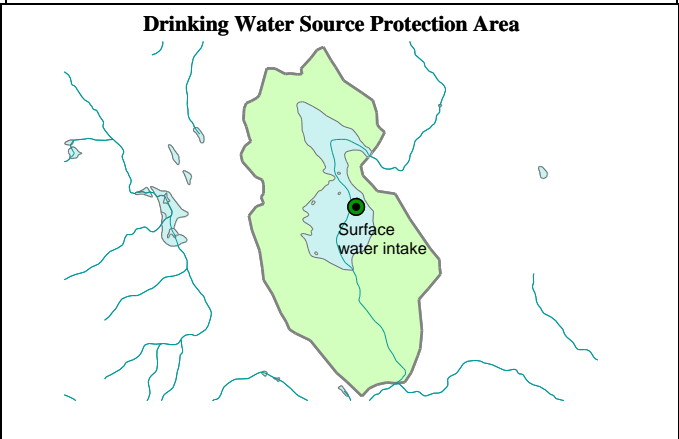 Drinking Water Source Protection Area
Surface
water intake